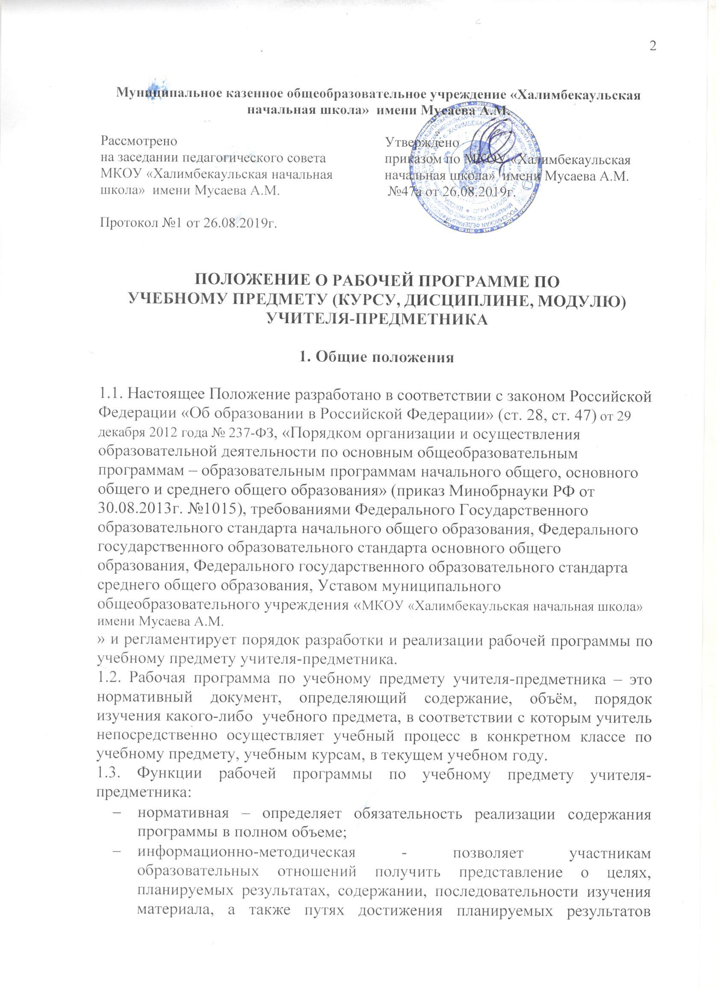 2
Муниципальное казенное общеобразовательное учреждение «Халимбекаульская
начальная школа»  имени Мусаева А.М.
Рассмотрено
на заседании педагогического совета
МКОУ «Халимбекаульская начальная
школа»  имени Мусаева А.М.
Протокол №1 от 26.08.2019г.
Утверждено
приказом по МКОУ «Халимбекаульская
начальная школа»  имени Мусаева А.М.
№47а от 26.08.2019г.
ПОЛОЖЕНИЕ О РАБОЧЕЙ ПРОГРАММЕ ПО
УЧЕБНОМУ ПРЕДМЕТУ (КУРСУ, ДИСЦИПЛИНЕ, МОДУЛЮ)
УЧИТЕЛЯ-ПРЕДМЕТНИКА
1. Общие положения
1.1. Настоящее Положение разработано в соответствии с законом Российской
Федерации «Об образовании в Российской Федерации» (ст. 28, ст. 47) от 29
декабря 2012 года № 237-ФЗ, «Порядком организации и осуществления
образовательной деятельности по основным общеобразовательным
программам – образовательным программам начального общего, основного
общего и среднего общего образования» (приказ Минобрнауки РФ от
30.08.2013г. №1015), требованиями Федерального Государственного
образовательного стандарта начального общего образования, Федерального
государственного образовательного стандарта основного общего
образования, Федерального государственного образовательного стандарта
среднего общего образования, Уставом муниципального
общеобразовательного учреждения «МКОУ «Халимбекаульская начальная школа»
имени Мусаева А.М.
» и регламентирует порядок разработки и реализации рабочей программы по
учебному предмету учителя-предметника.
1.2. Рабочая программа по учебному предмету учителя-предметника – это
нормативный документ, определяющий содержание, объём, порядок
изучения какого-либо  учебного предмета, в соответствии с которым учитель
непосредственно осуществляет учебный процесс в конкретном классе по
учебному предмету, учебным курсам, в текущем учебном году.
1.3. Функции рабочей программы по учебному предмету учителя-
предметника:
– нормативная – определяет обязательность реализации содержания
программы в полном объеме;
– информационно-методическая - позволяет участникам
образовательных отношений получить представление о целях,
планируемых результатах, содержании, последовательности изучения
материала, а также путях достижения планируемых результатов